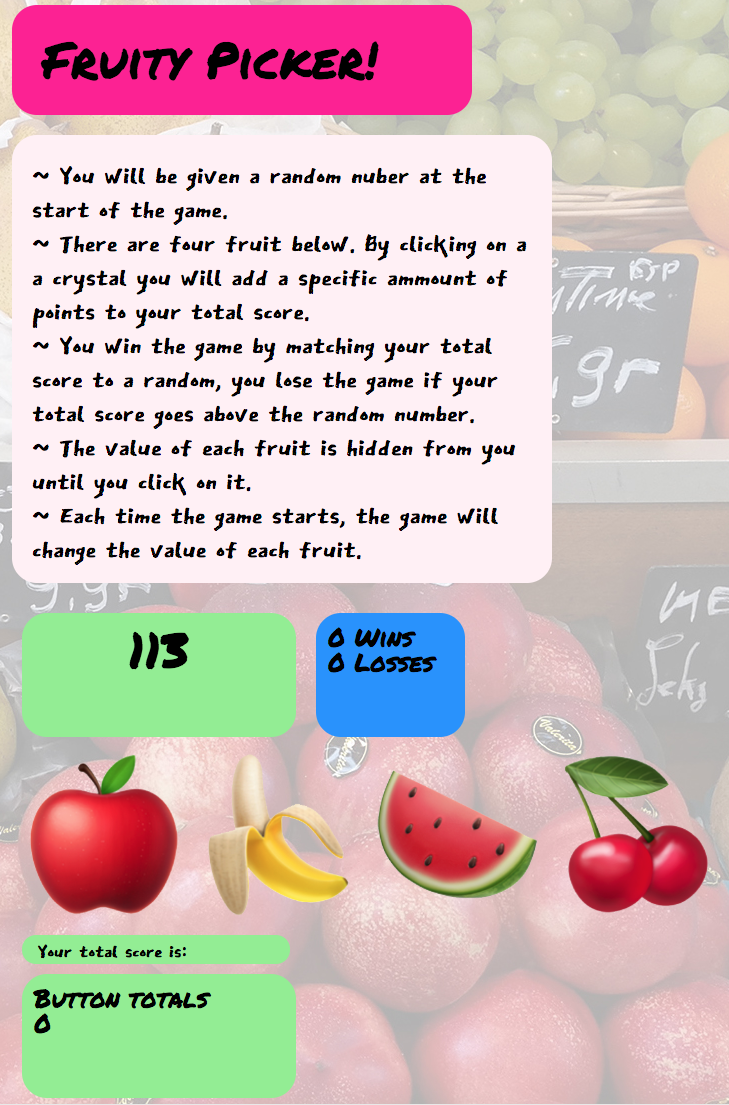 Fruity Picker!
~ You will be given a random nuber at the
start of the game.
~ There are four fruit below. By clicking on a
a crystal you will add a specific ammount of
points to your total score.
~ You win the game by matching your total
score to a random, you lose the game if your
total score goes above the random number.
~ The value of each fruit is hidden from you
until you click on it.
~ Each time the game starts, the game will
change the value of each fruit.
113
0 Wins
0 Losses
Your total score is:
Button totals
0